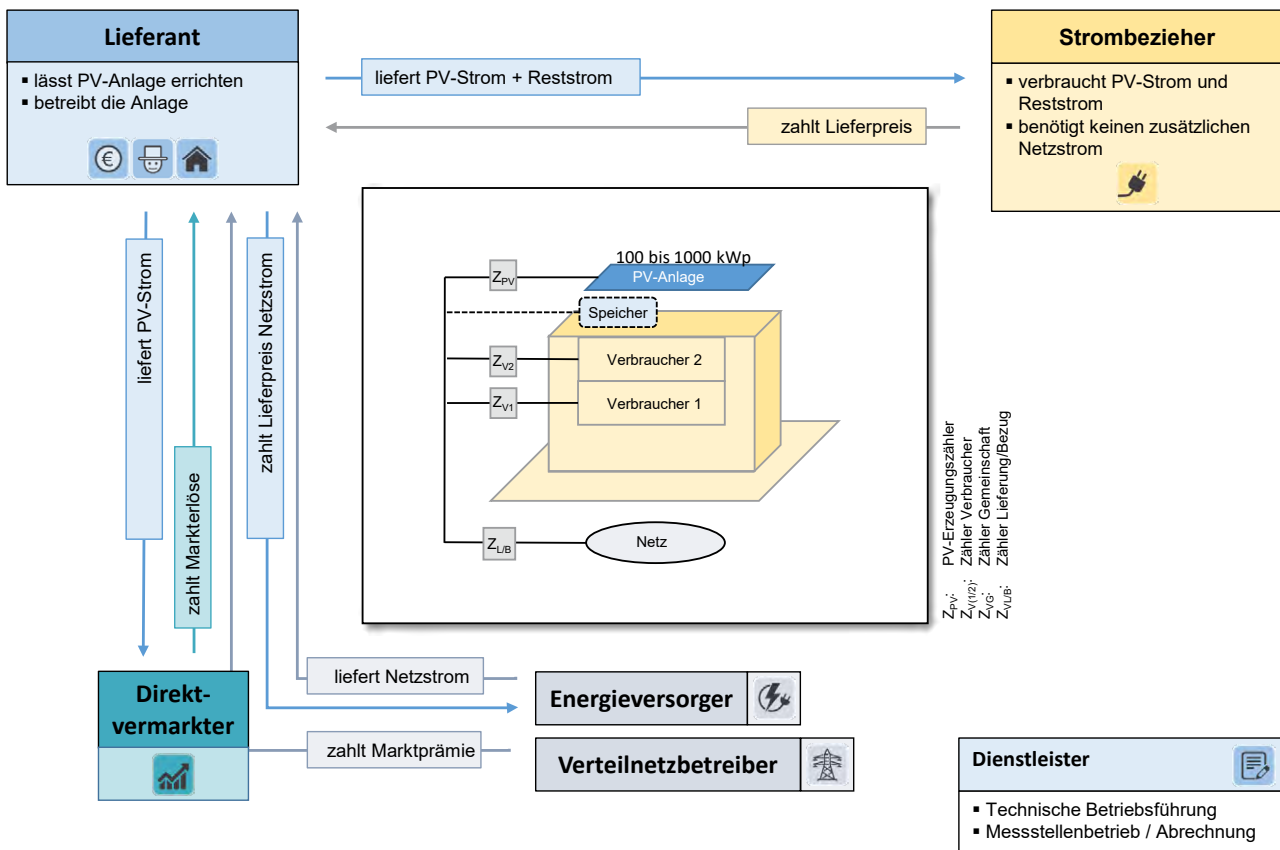 Lieferant
▪ lässt PV-Anlage errichten
▪ betreibt die Anlage
€
liefert PV-Strom + Reststrom
zahlt Lieferpreis
Strombezieher
▪ verbraucht PV-Strom und
Reststrom
▪ benötigt keinen zusätzlichen
Netzstrom
liefert PV-Strom
zahlt Markterlöse
zahlt Lieferpreis Netzstrom
100 bis 1000 kWp
Z_PV
PV-Anlage
Speicher
Z_V2
Verbraucher 2
Z_V1
Verbraucher 1
Z_L/B
Netz
Z_PV: PV-Erzeugungszähler
Z_V(1/2): Zähler Verbraucher
Z_VG: Zähler Gemeinschaft
Z_VL/B: Zähler Lieferung/Bezug
liefert Netzstrom
Direkt-
vermarkter
Energieversorger
zahlt Marktprämie
Verteilnetzbetreiber
Dienstleister
▪ Technische Betriebsführung
▪ Messstellenbetrieb / Abrechnung